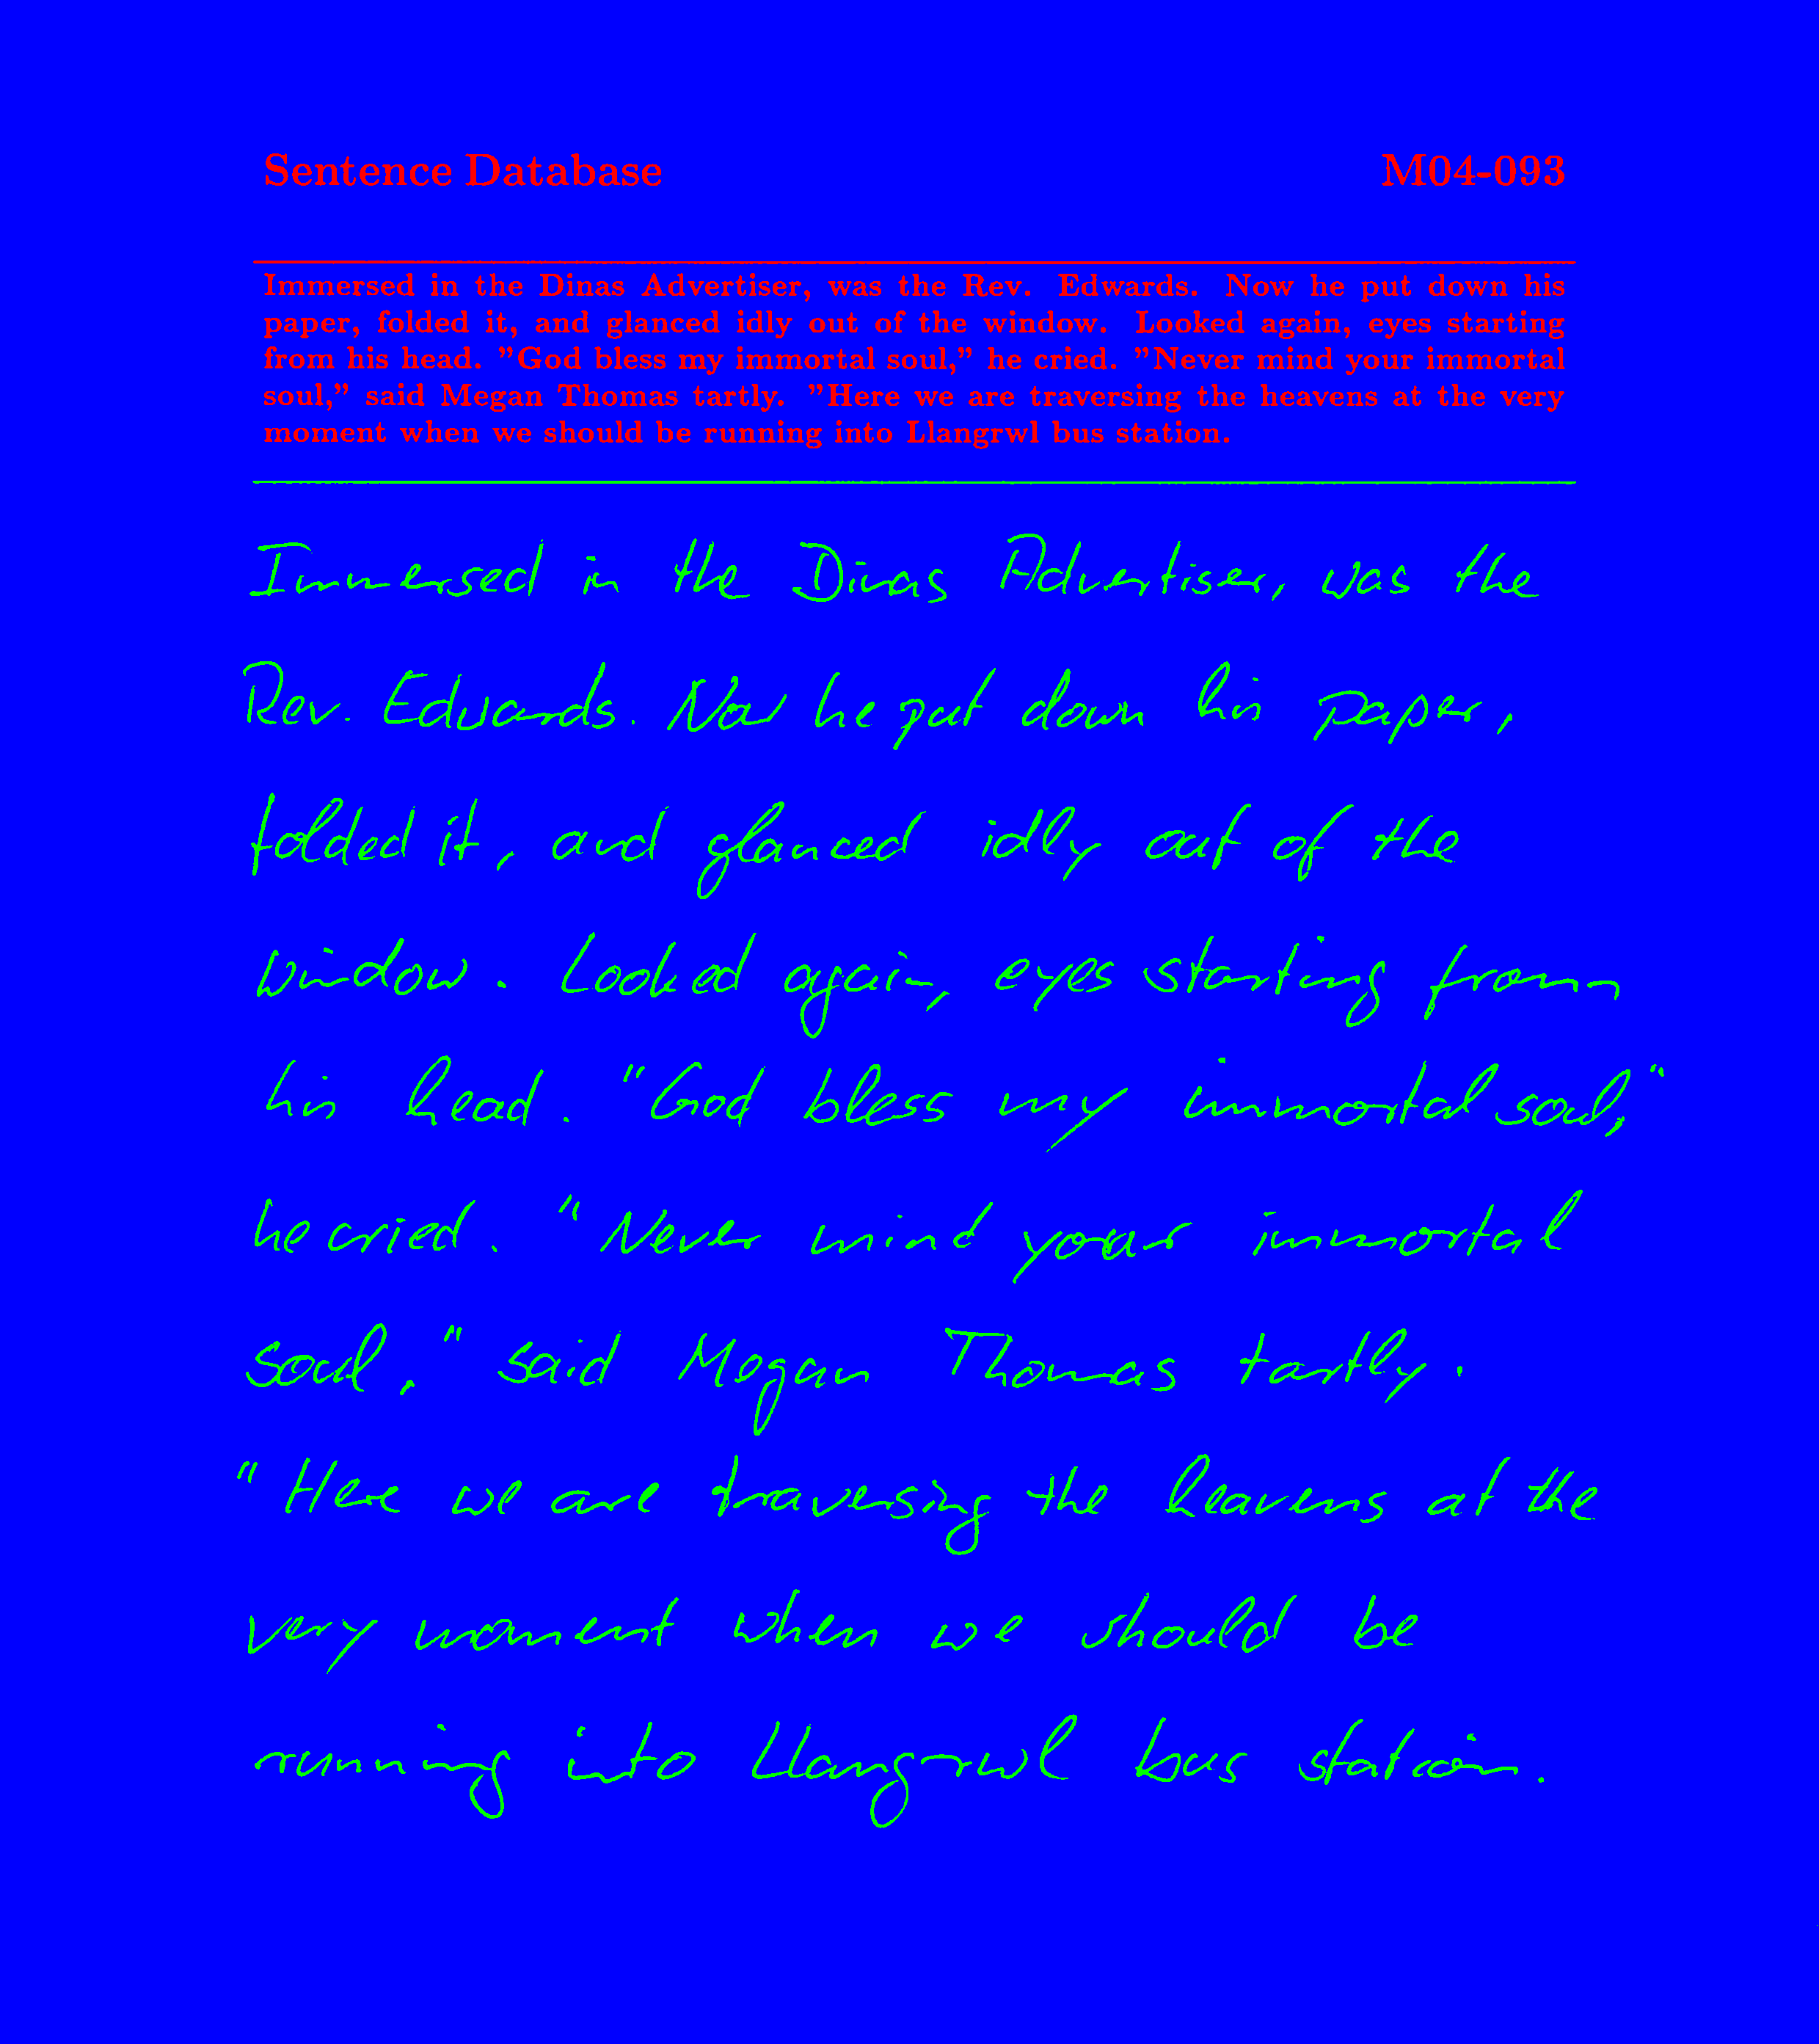 Sentence Database M04-093
Immersed in the Dinas Advertiser, was the Rev. Edwards. Now he put down his
paper, folded it, and glanced idly out of the window. Looked again, eyes starting
from his head. "God bless my immortal soul," he cried. "Never mind your immortal
soul," said Megan Thomas tartly. "Here we are traversing the heavens at the very
moment when we should be running into Llangrwl bus station.
Immersed in the Dinas Advertiser, was the
Rev. Edwards. Now he put down his paper,
folded it, and glanced idly out of the
window. Looked again, eyes starting from
his head. "God bless my immortal soul,"
he cried. "Never mind your immortal
soul," said Megan Thomas tartly.
"Here we are traversing the heavens at the
very moment when we should be
running into Llangrwl bus station.